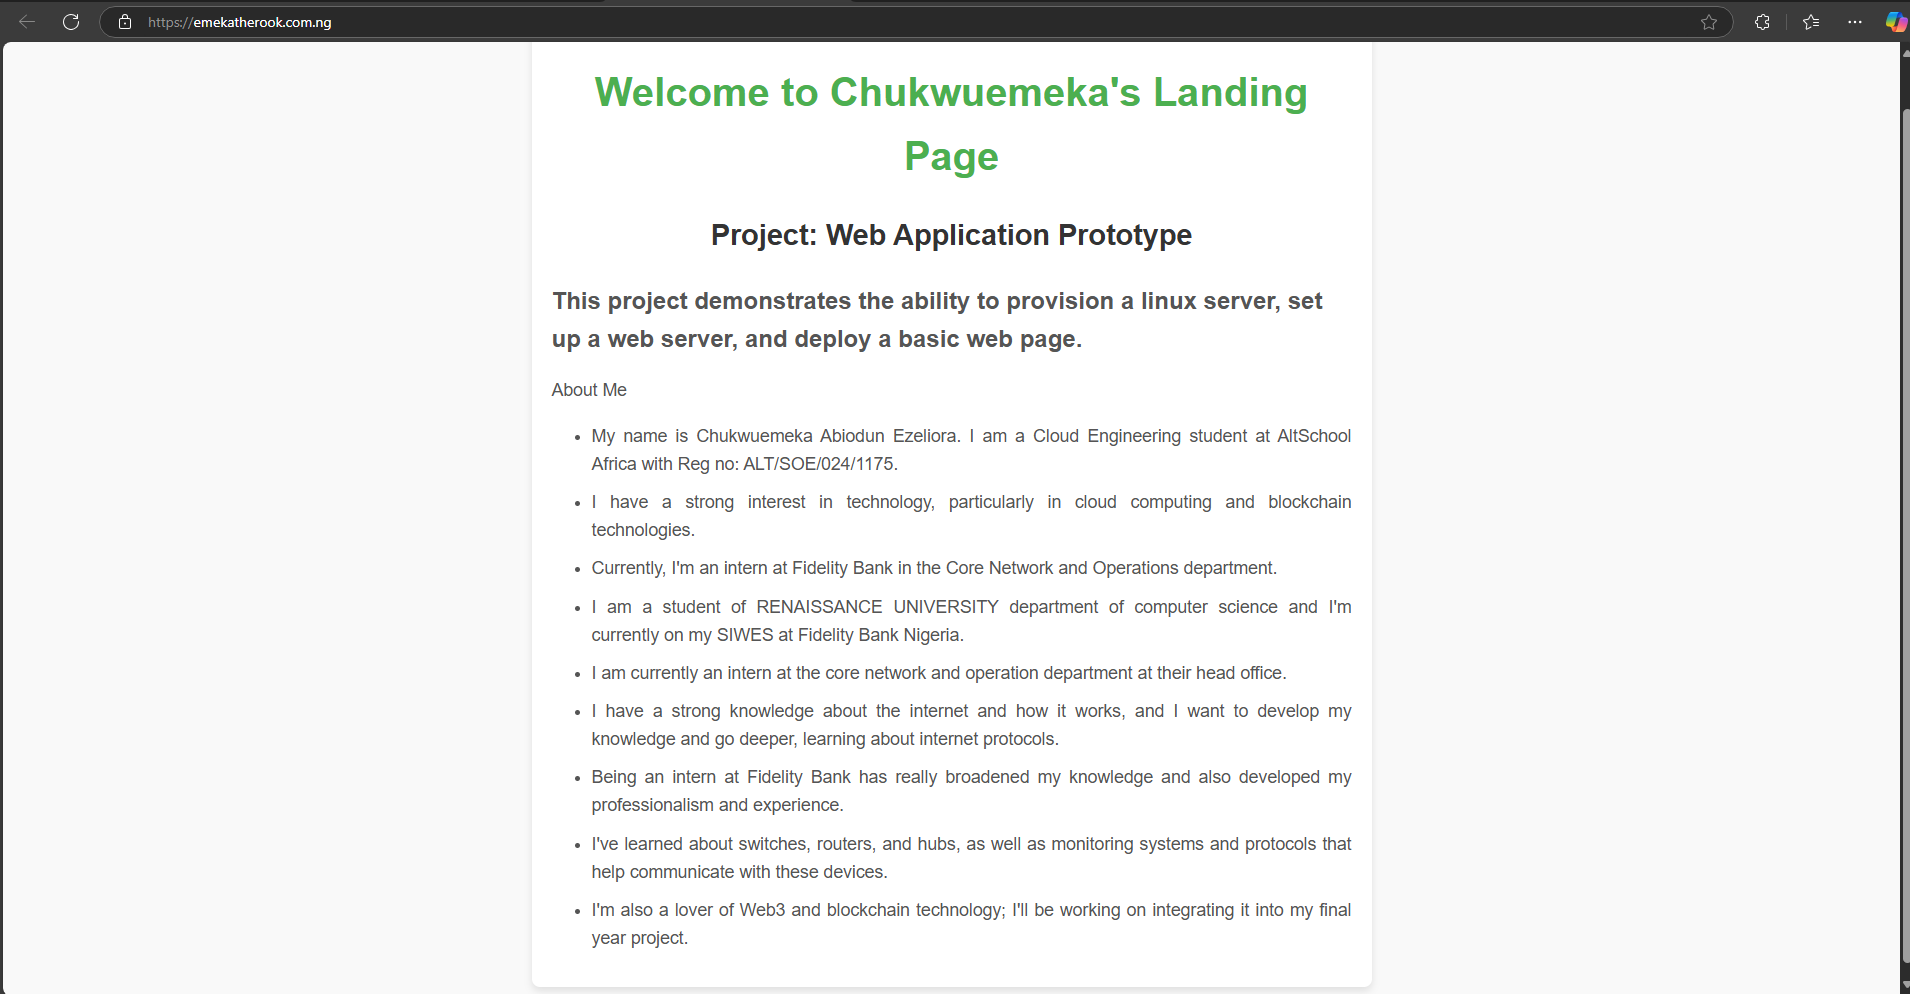 https://emekatherook.com.ng
Welcome to Chukwuemeka's Landing
Page
Project: Web Application Prototype
This project demonstrates the ability to provision a linux server, set
up a web server, and deploy a basic web page.
About Me
• My name is Chukwuemeka Abiodun Ezeliora. I am a Cloud Engineering student at AltSchool
Africa with Reg no: ALT/SOE/024/1175.
• I have a strong interest in technology, particularly in cloud computing and blockchain
technologies.
• Currently, I'm an intern at Fidelity Bank in the Core Network and Operations department.
• I am a student of RENAISSANCE UNIVERSITY department of computer science and I'm
currently on my SIWES at Fidelity Bank Nigeria.
• I am currently an intern at the core network and operation department at their head office.
• I have a strong knowledge about the internet and how it works, and I want to develop my
knowledge and go deeper, learning about internet protocols.
• Being an intern at Fidelity Bank has really broadened my knowledge and also developed my
professionalism and experience.
• I've learned about switches, routers, and hubs, as well as monitoring systems and protocols that
help communicate with these devices.
• I'm also a lover of Web3 and blockchain technology; I'll be working on integrating it into my final
year project.